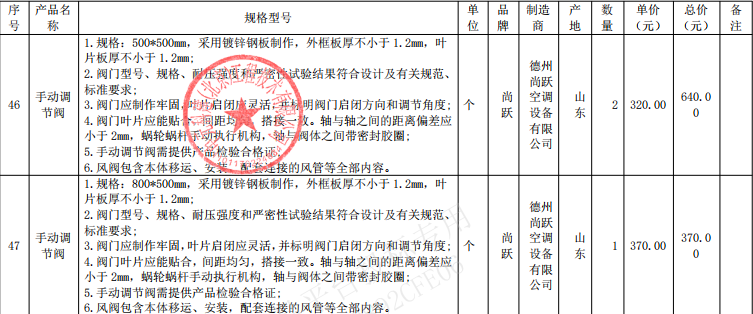 序号 产品名称 规格型号 单位 品牌 制造商 产地 数量 单价（元） 总价（元） 备注
46 手动调节阀
1.规格：500*500mm，采用镀锌钢板制作，外框板厚不小于1.2mm，叶
片板厚不小于1.2mm;
2.阀门型号、规格、耐压强度和严密性试验结果符合设计及有关规范、
标准要求;
3.阀门应制作牢固，叶片启闭应灵活，并标明阀门启闭方向和调节角度;
4.阀门叶片应能贴合，间距均匀，搭接一致。轴与轴之间的距离偏差应
小于2mm，蜗轮蜗杆手动执行机构，轴与阀体之间带密封胶圈;
5.手动调节阀需提供产品检验合格证;
6.风阀包含本体移运、安装，配套连接的风管等全部内容。
个 尚跃 德州尚跃空调设备有限公司 山东 2 320.00 640.00
47 手动调节阀
1.规格：800*500mm，采用镀锌钢板制作，外框板厚不小于1.2mm，叶
片板厚不小于1.2mm;
2.阀门型号、规格、耐压强度和严密性试验结果符合设计及有关规范、
标准要求;
3.阀门应制作牢固，叶片启闭应灵活，并标明阀门启闭方向和调节角度;
4.阀门叶片应能贴合，间距均匀，搭接一致。轴与轴之间的距离偏差应
小于2mm，蜗轮蜗杆手动执行机构，轴与阀体之间带密封胶圈;
5.手动调节阀需提供产品检验合格证;
6.风阀包含本体移运、安装，配套连接的风管等全部内容。
个 尚跃 德州尚跃空调设备有限公司 山东 1 370.00 370.00